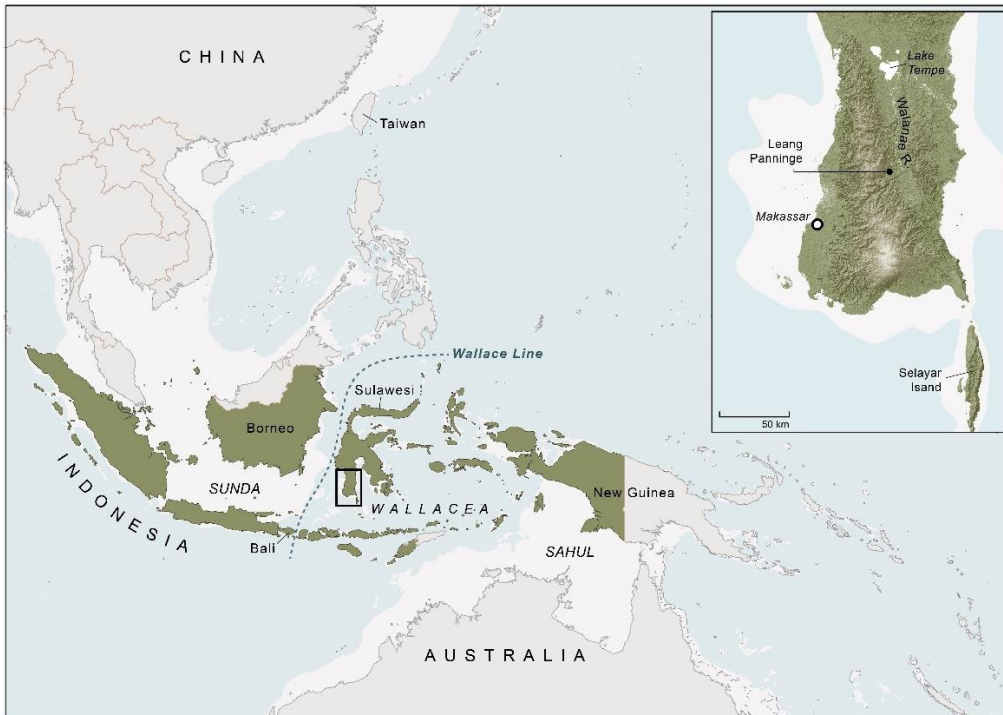 CHINA
Taiwan
Wallace Line
Sulawesi
Borneo
SUNDA
INDONESIA
Bali
WALLACEA
New Guinea
SAHUL
AUSTRALIA
Lake
Tempe
Walanae R.
Leang
Panninge
Makassar
Selayar
Isand
50 km